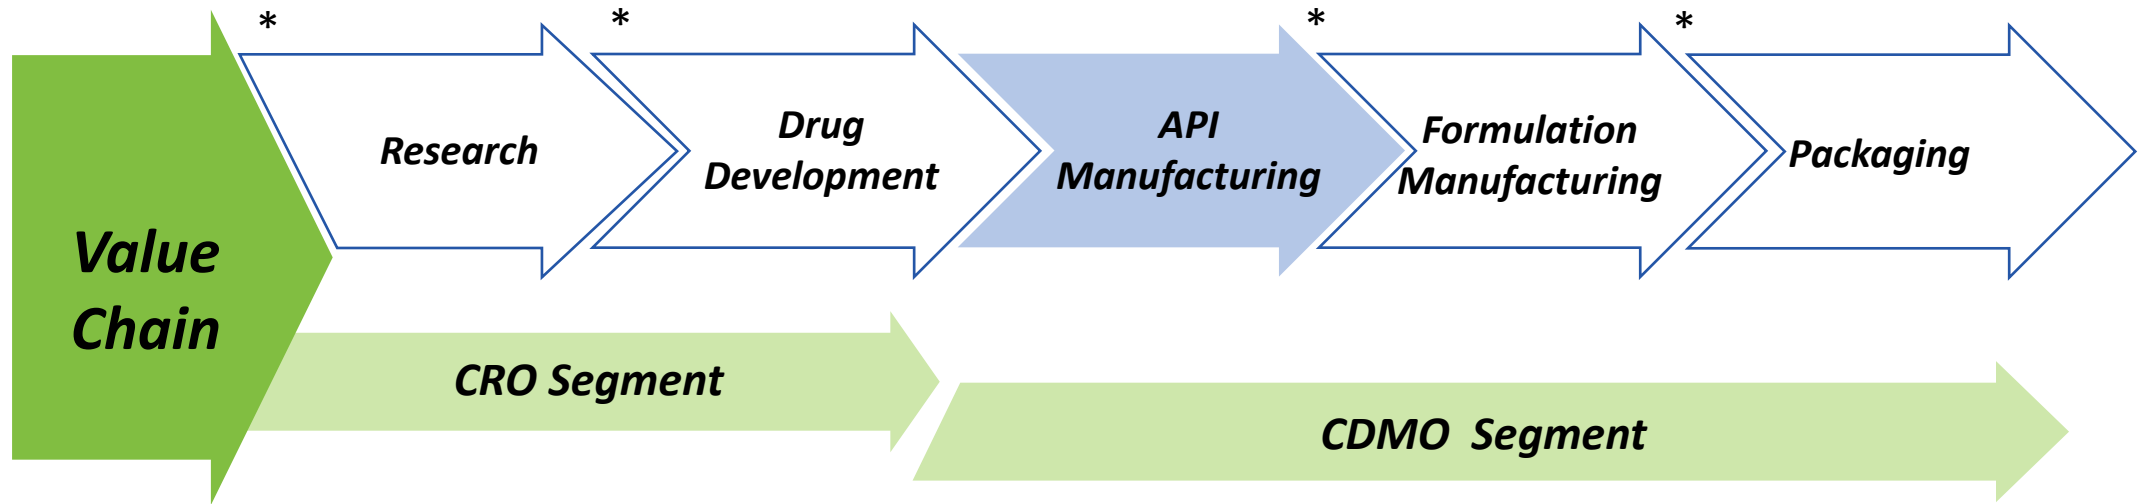 * * * *
Research
Drug
Development
API
Manufacturing
Formulation
Manufacturing
Packaging
Value
Chain
CRO Segment
CDMO  Segment